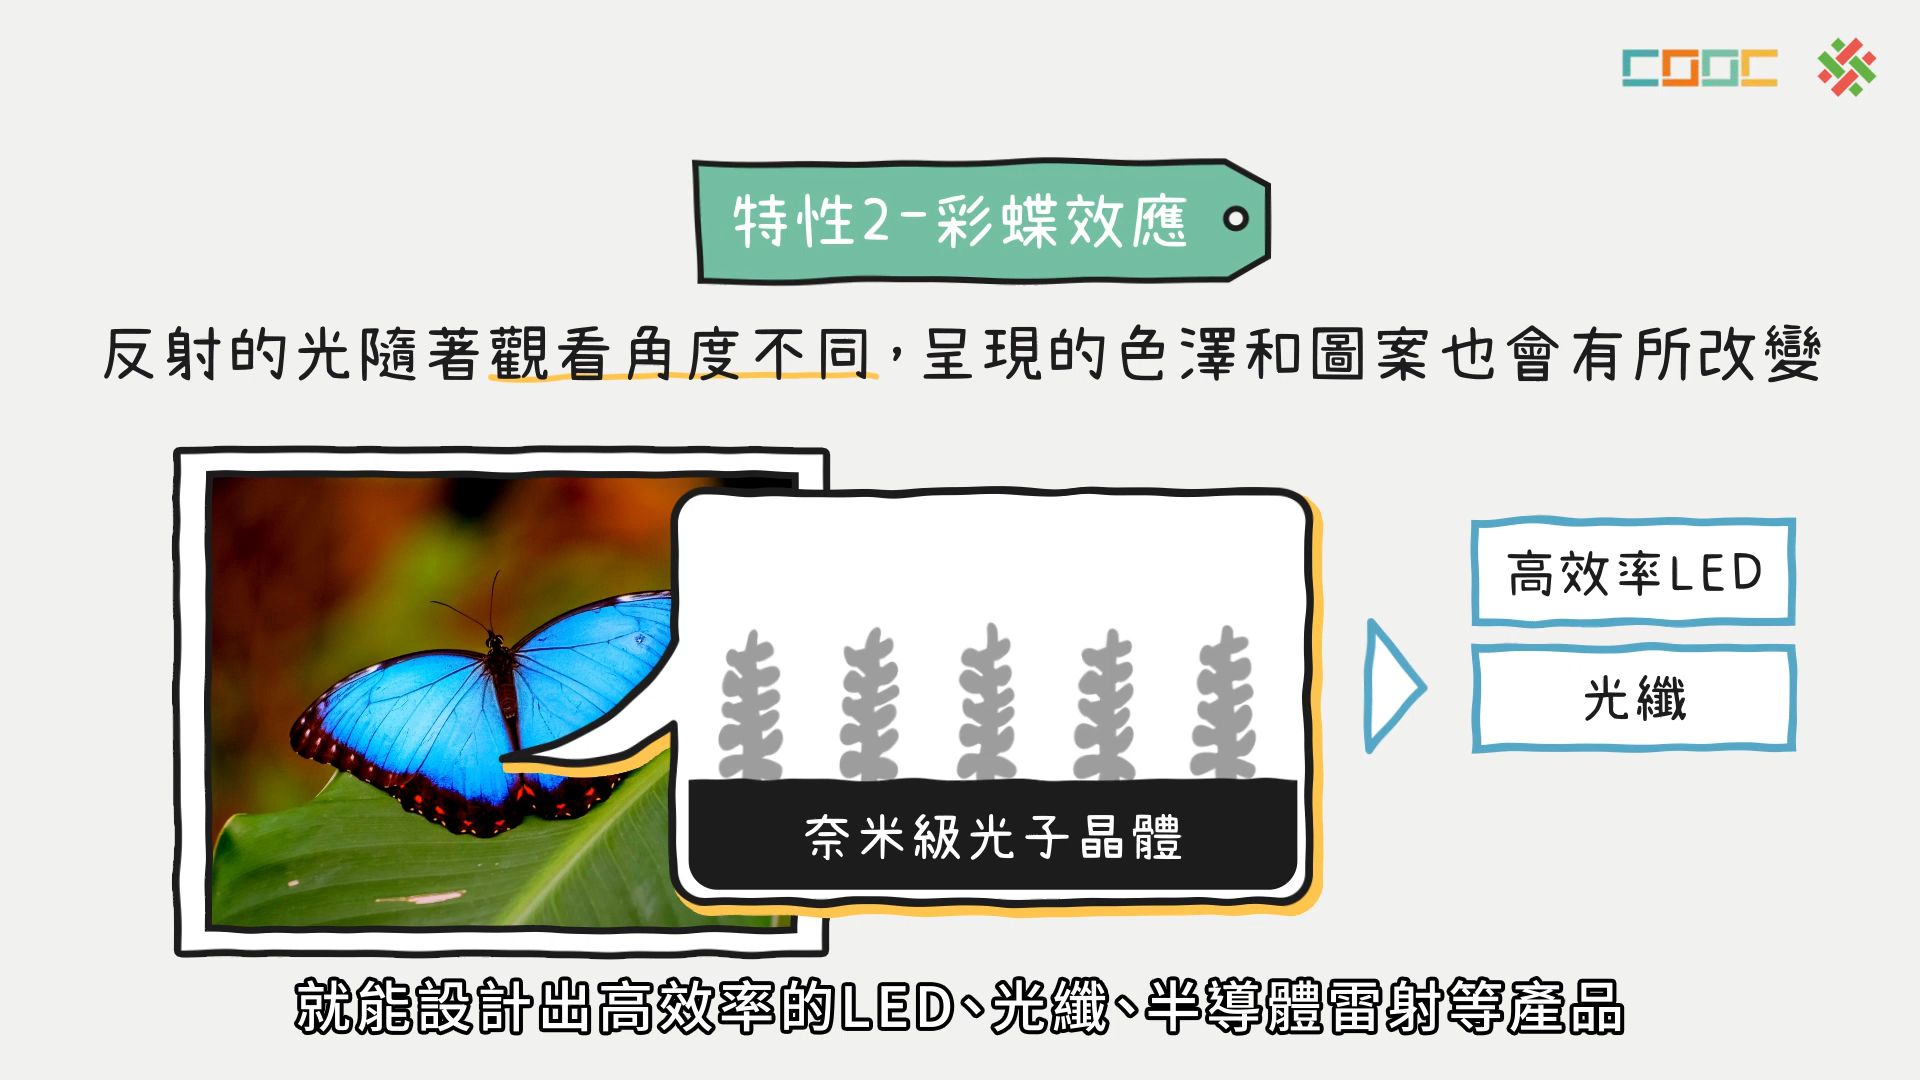 COOC
特性2-彩蝶效應
反射的光隨著觀看角度不同，呈現的色澤和圖案也會有所改變
高效率LED
光纖
奈米級光子晶體
就能設計出高效率的LED、光纖、半導體雷射等產品